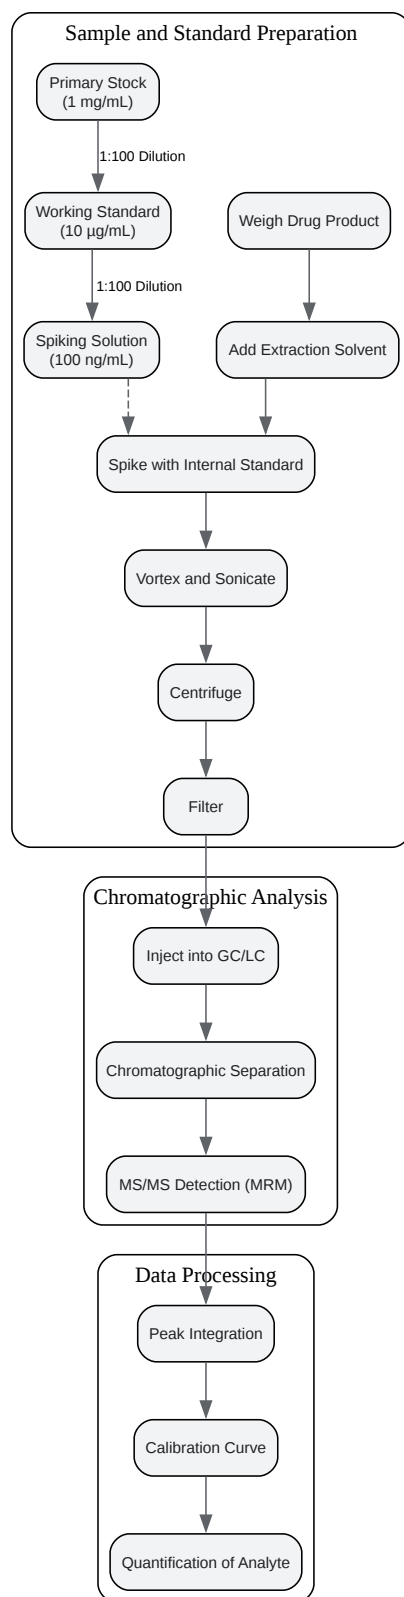 Sample and Standard Preparation
Primary Stock
(1 mg/mL)
1:100 Dilution
Working Standard
(10 µg/mL)
Weigh Drug Product
1:100 Dilution
Spiking Solution
(100 ng/mL)
Add Extraction Solvent
Spike with Internal Standard
Vortex and Sonicate
Centrifuge
Filter
Chromatographic Analysis
Inject into GC/LC
Chromatographic Separation
MS/MS Detection (MRM)
Data Processing
Peak Integration
Calibration Curve
Quantification of Analyte